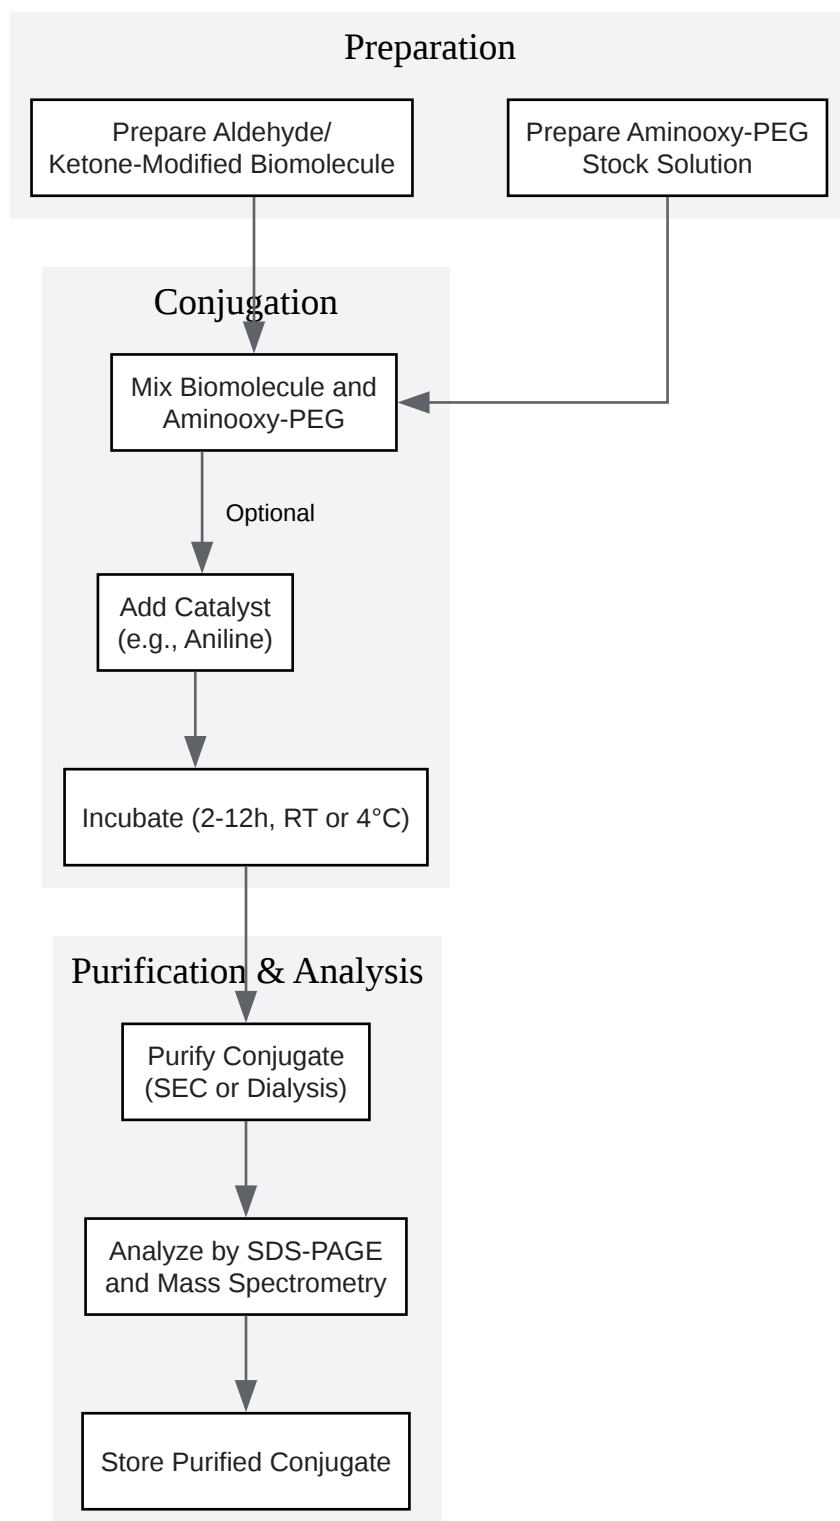 Preparation
Prepare Aldehyde/
Ketone-Modified Biomolecule
Prepare Aminooxy-PEG
Stock Solution
Conjugation
Mix Biomolecule and
Aminooxy-PEG
Optional
Add Catalyst
(e.g., Aniline)
Incubate (2-12h, RT or 4°C)
Purification & Analysis
Purify Conjugate
(SEC or Dialysis)
Analyze by SDS-PAGE
and Mass Spectrometry
Store Purified Conjugate